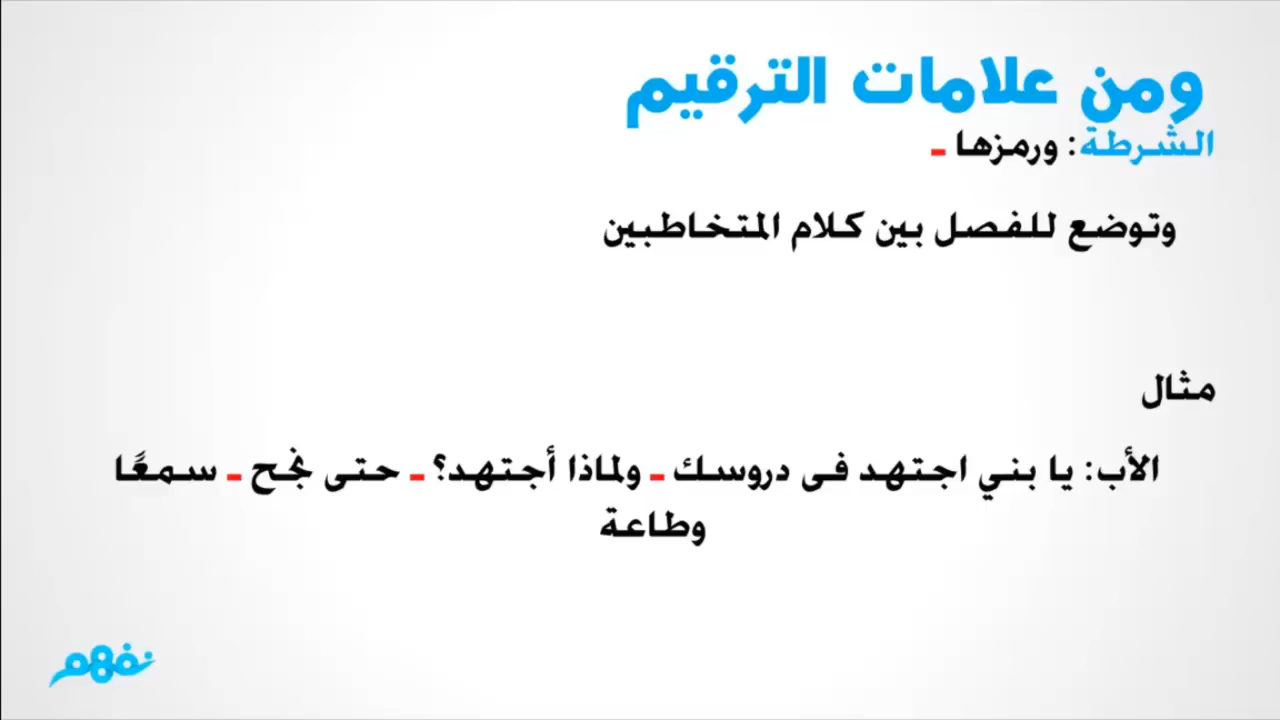 ومن علامات الترقيم
الشرطة: ورمزها -
وتوضع للفصل بين كلام المتخاطبين
مثال
الأب: يا بني اجتهد فى دروسك - ولماذا أجتهد؟ - حتى نجح - سمعًا
وطاعة
نفهم